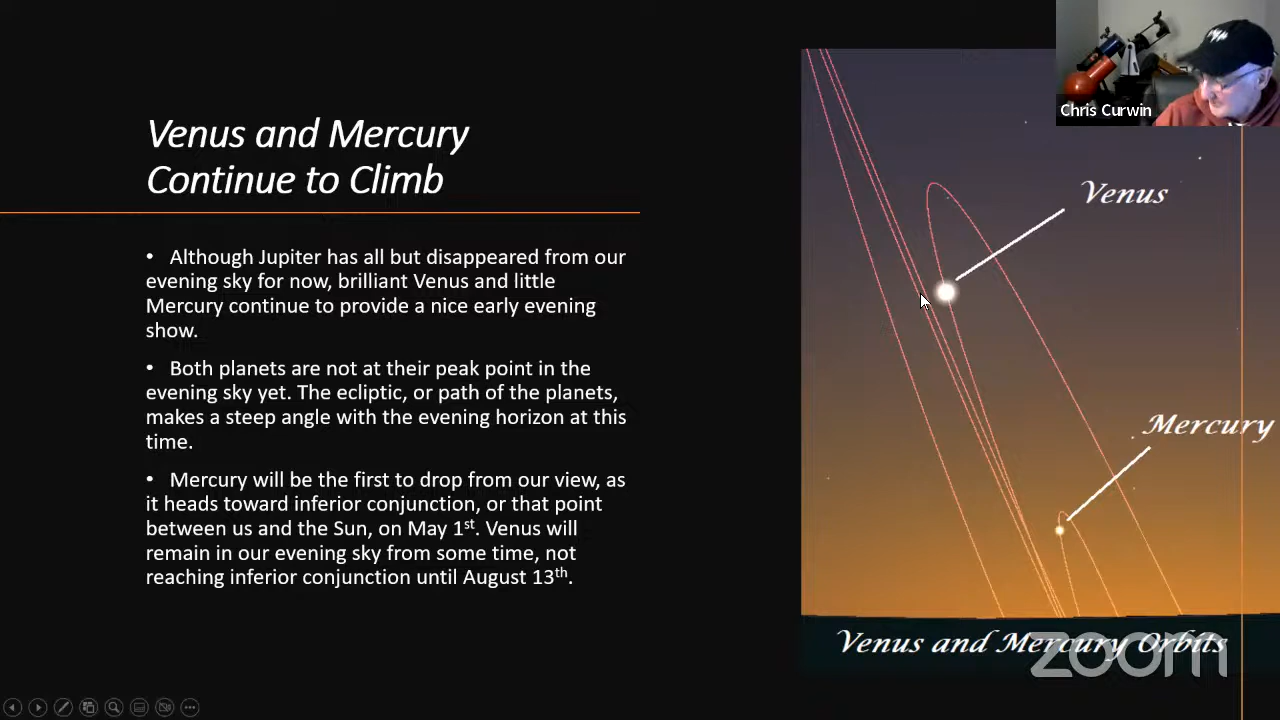 Chris Curwin
Venus and Mercury
Continue to Climb
• Although Jupiter has all but disappeared from our
evening sky for now, brilliant Venus and little
Mercury continue to provide a nice early evening
show.
• Both planets are not at their peak point in the
evening sky yet. The ecliptic, or path of the planets,
makes a steep angle with the evening horizon at this
time.
• Mercury will be the first to drop from our view, as
it heads toward inferior conjunction, or that point
between us and the Sun, on May 1st. Venus will
remain in our evening sky from some time, not
reaching inferior conjunction until August 13th.
Venus
Mercury
Venus and Mercury Orbits
zoom